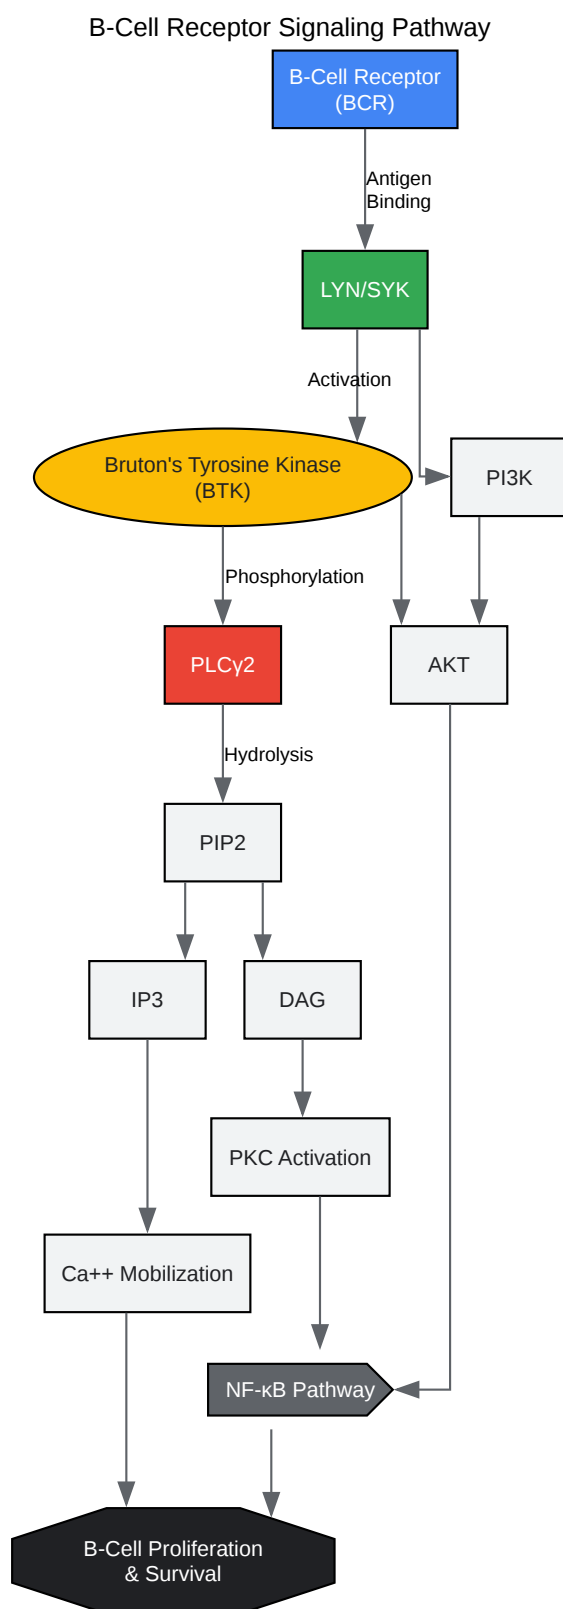 B-Cell Receptor Signaling Pathway
B-Cell Receptor
(BCR)
Antigen
Binding
LYN/SYK
Activation
Bruton's Tyrosine Kinase
(BTK)
PI3K
Phosphorylation
PLCγ2
AKT
Hydrolysis
PIP2
IP3
DAG
PKC Activation
Ca++ Mobilization
NF-κB Pathway
B-Cell Proliferation
& Survival